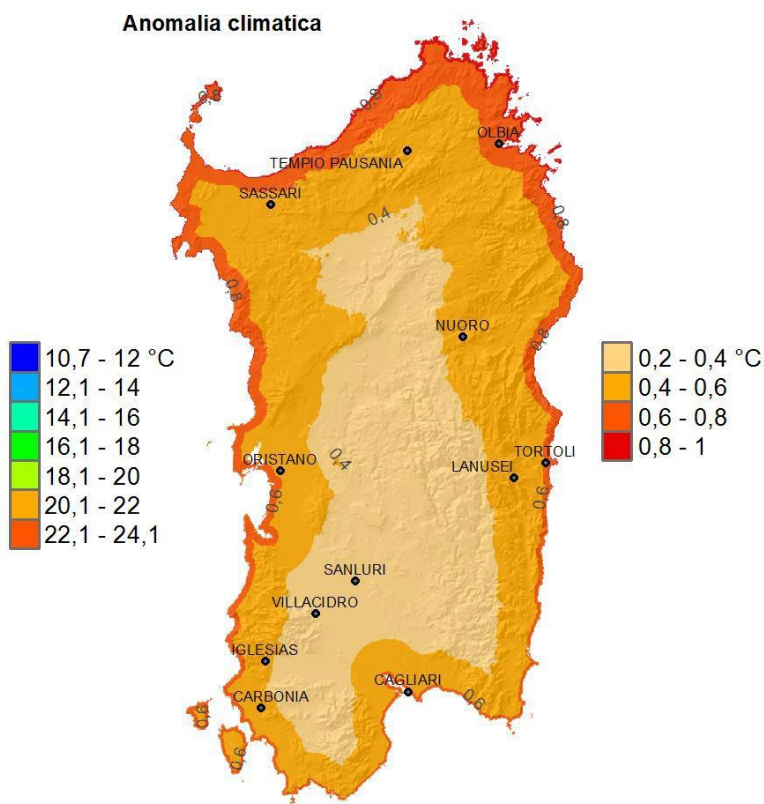 Anomalia climatica
0,8
0,8
OLBIA
TEMPIO PAUSANIA
SASSARI
0,4
0,8
0,8
NUORO
0,8
10,7 - 12 °C
12,1 - 14
14,1 - 16
16,1 - 18
18,1 - 20
20,1 - 22
22,1 - 24,1
0,2 - 0,4 °C
0,4 - 0,6
0,6 - 0,8
0,8 - 1
ORISTANO
0,4
LANUSEI
TORTOLI
0,6
0,6
SANLURI
VILLACIDRO
IGLESIAS
CARBONIA
CAGLIARI
0,6
0,6
0,6